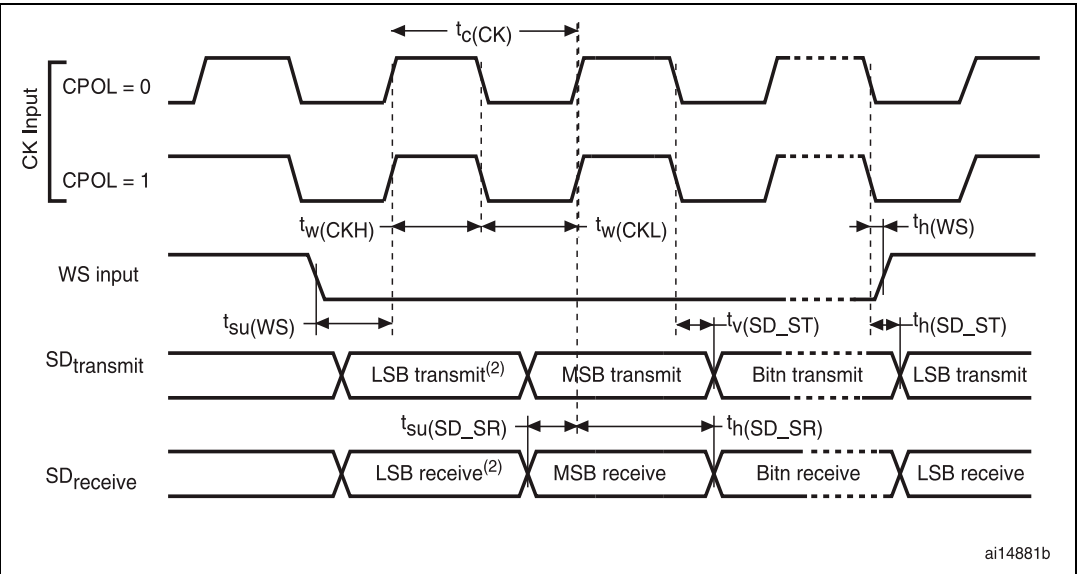 tc(CK)
CK Input
CPOL = 0
CPOL = 1
tw(CKH)
tw(CKL)
th(WS)
WS input
tsu(WS)
tv(SD_ST)
th(SD_ST)
SDtransmit
LSB transmit(2)
MSB transmit
Bitn transmit
LSB transmit
tsu(SD_SR)
th(SD_SR)
SDreceive
LSB receive(2)
MSB receive
Bitn receive
LSB receive
ai14881b